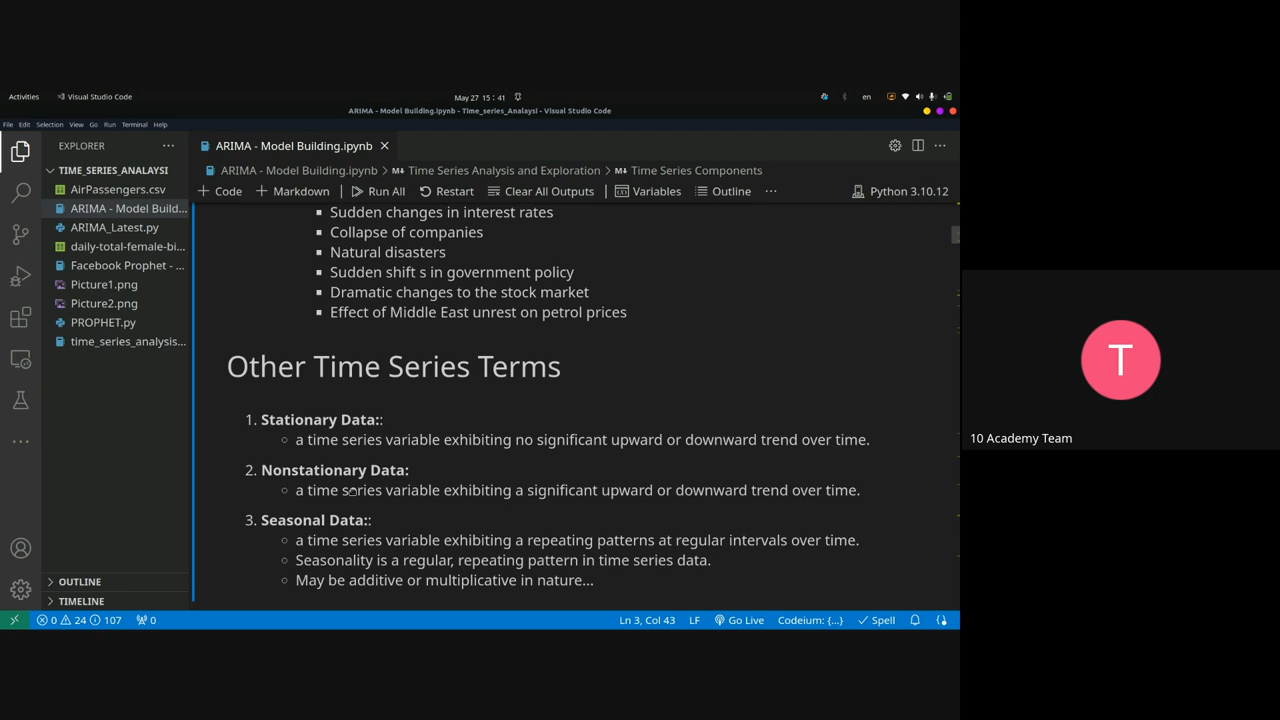 Activities Visual Studio Code May 27 15 : 41 en
ARIMA - Model Building.ipynb - Time_series_Analaysi - Visual Studio Code
File Edit Selection View Go Run Terminal Help
EXPLORER
TIME_SERIES_ANALAYSI
AirPassengers.csv
ARIMA - Model Build...
ARIMA_Latest.py
daily-total-female-bi...
Facebook Prophet - ...
Picture1.png
Picture2.png
PROPHET.py
time_series_analysis...
OUTLINE
TIMELINE
ARIMA - Model Building.ipynb
ARIMA - Model Building.ipynb > Time Series Analysis and Exploration > Time Series Components
Code Markdown Run All Restart Clear All Outputs Variables Outline ... Python 3.10.12
Sudden changes in interest rates
Collapse of companies
Natural disasters
Sudden shift s in government policy
Dramatic changes to the stock market
Effect of Middle East unrest on petrol prices
Other Time Series Terms
1. Stationary Data::
a time series variable exhibiting no significant upward or downward trend over time.
2. Nonstationary Data:
a time series variable exhibiting a significant upward or downward trend over time.
3. Seasonal Data::
a time series variable exhibiting a repeating patterns at regular intervals over time.
Seasonality is a regular, repeating pattern in time series data.
May be additive or multiplicative in nature...
0 24 107 0 Ln 3, Col 43 LF Go Live Codeium: {...} Spell
T
10 Academy Team